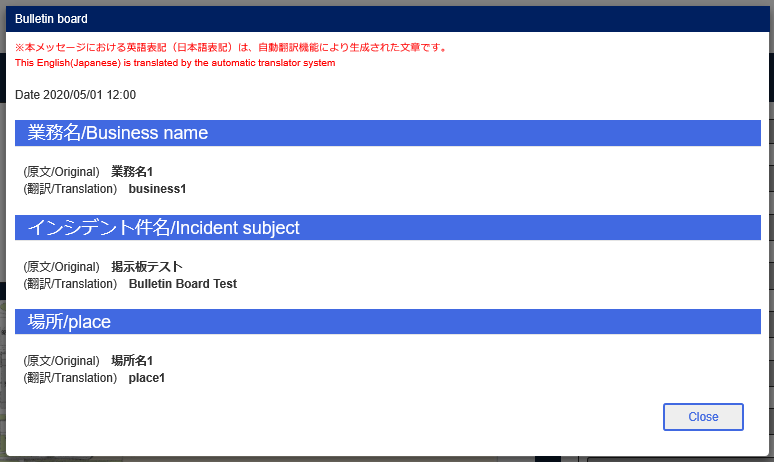 Bulletin board
※本メッセージにおける英語表記（日本語表記）は、自動翻訳機能により生成された文章です。
This English(Japanese) is translated by the automatic translator system
Date 2020/05/01 12:00
業務名/Business name
(原文/Original) 業務名1
(翻訳/Translation) business1
インシデント件名/Incident subject
(原文/Original) 掲示板テスト
(翻訳/Translation) Bulletin Board Test
場所/place
(原文/Original) 場所名1
(翻訳/Translation) place1
Close